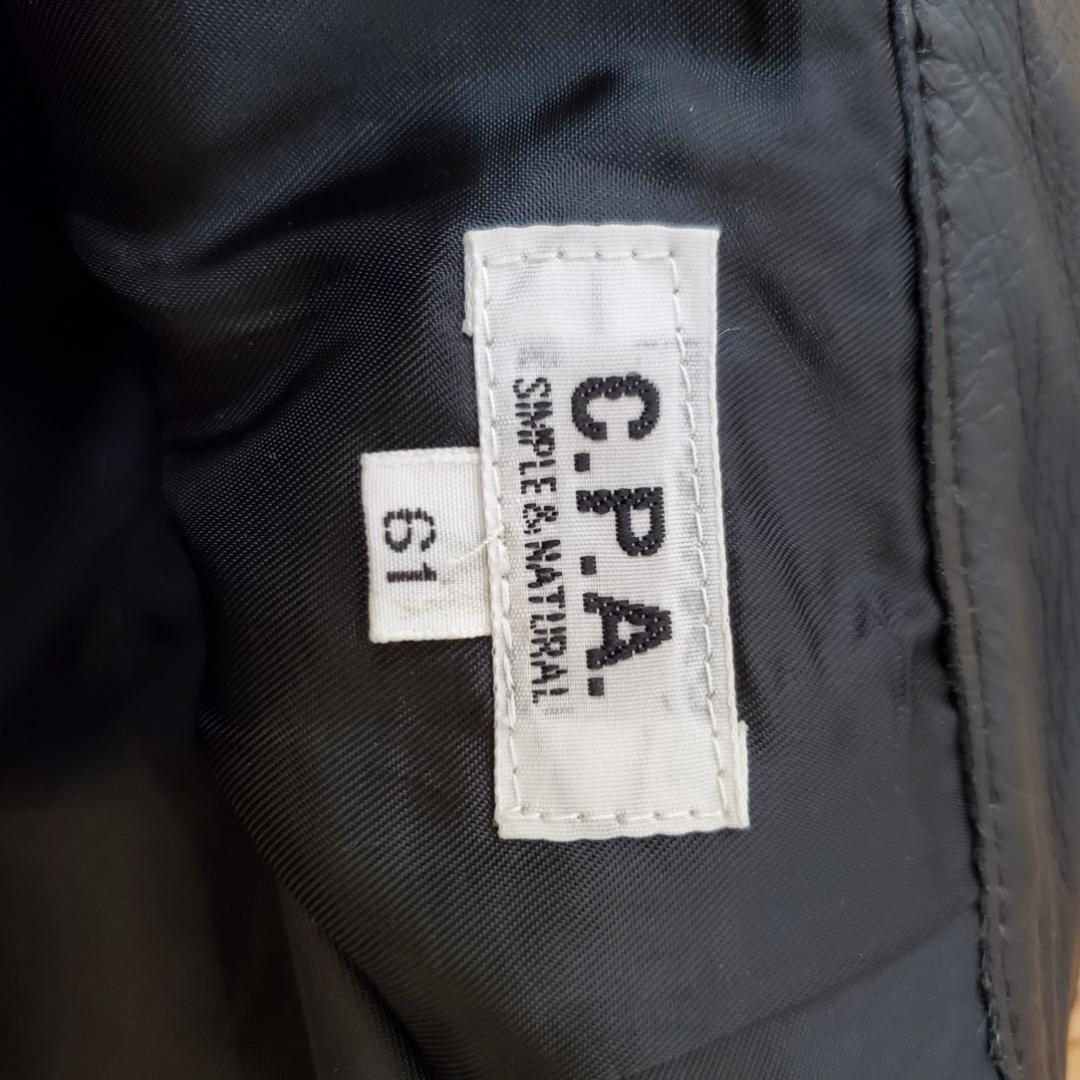 C.P.A.
SIMPLE & NATURAL
61